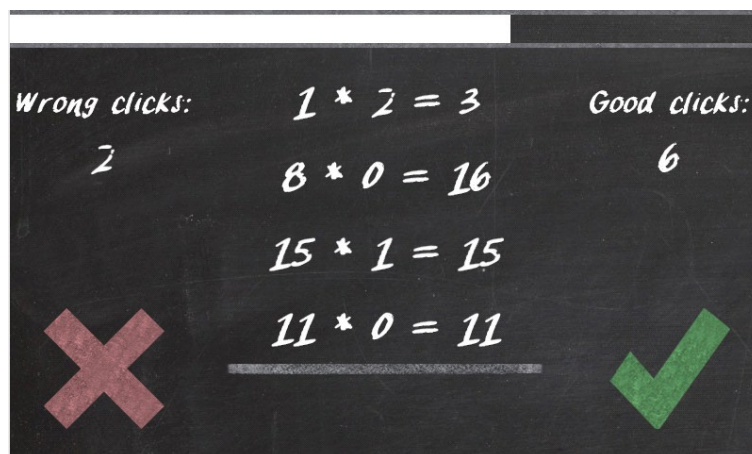 Wrong clicks:
2
1 * 2 = 3
8 * 0 = 16
15 * 1 = 15
11 * 0 = 11
Good clicks:
6